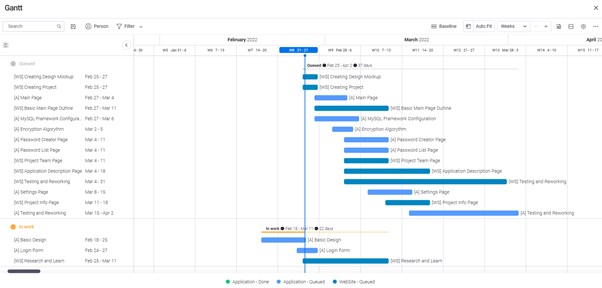 Gantt
Search Person Filter Baseline Auto Fit Weeks
February 2022 March 2022 April 2022
W5 Jan 31-6 W6 7-13 W7 14-20 W8 21-27 W9 Feb 28-6 W10 7-13 W11 14-20 W12 21-27 W13 Mar 28-3 W14 4-10 W15 11-17
Queued Queued Feb 25 - Apr 2 37 days
[WS] Creating Design Mockup Feb 25 - 27 [WS] Creating Design Mockup
[WS] Creating Project Feb 25 - 27 [WS] Creating Project
[A] Main Page Feb 27 - Mar 4 [A] Main Page
[WS] Basic Main Page Outline Feb 27 - Mar 11 [WS] Basic Main Page Outline
[A] MySQL Framework Configura... Feb 27 - Mar 6 [A] MySQL Framework Configuration
[A] Encryption Algorythm Mar 2 - 5 [A] Encryption Algorythm
[A] Password Creator Page Mar 4 - 11 [A] Password Creator Page
[A] Password List Page Mar 4 - 11 [A] Password List Page
[WS] Project Team Page Mar 4 - 11 [WS] Project Team Page
[WS] Application Description Page Mar 4 - 18 [WS] Application Description Page
[WS] Testing and Reworking Mar 4 - 31 [WS] Testing and Reworking
[A] Settings Page Mar 8 - 15 [A] Settings Page
[WS] Project Info Page Mar 11 - 18 [WS] Project Info Page
[A] Testing and Reworking Mar 15 - Apr 2 [A] Testing and Reworking
In work In work Feb 18 - Mar 11 22 days
[A] Basic Design Feb 18 - 25 [A] Basic Design
[A] Login Form Feb 24 - 27 [A] Login Form
[WS] Research and Learn Feb 25 - Mar 11 [WS] Research and Learn
Application - Done Application - Queued WebSite - Queued